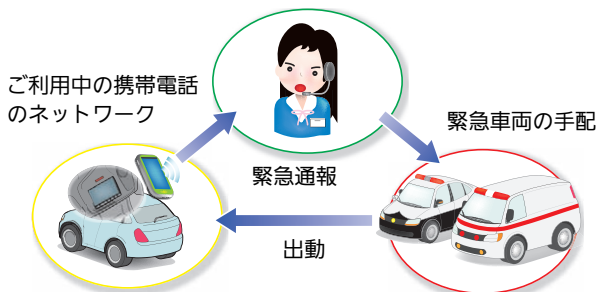 ご利用中の携帯電話
のネットワーク
緊急車両の手配
緊急通報
出動